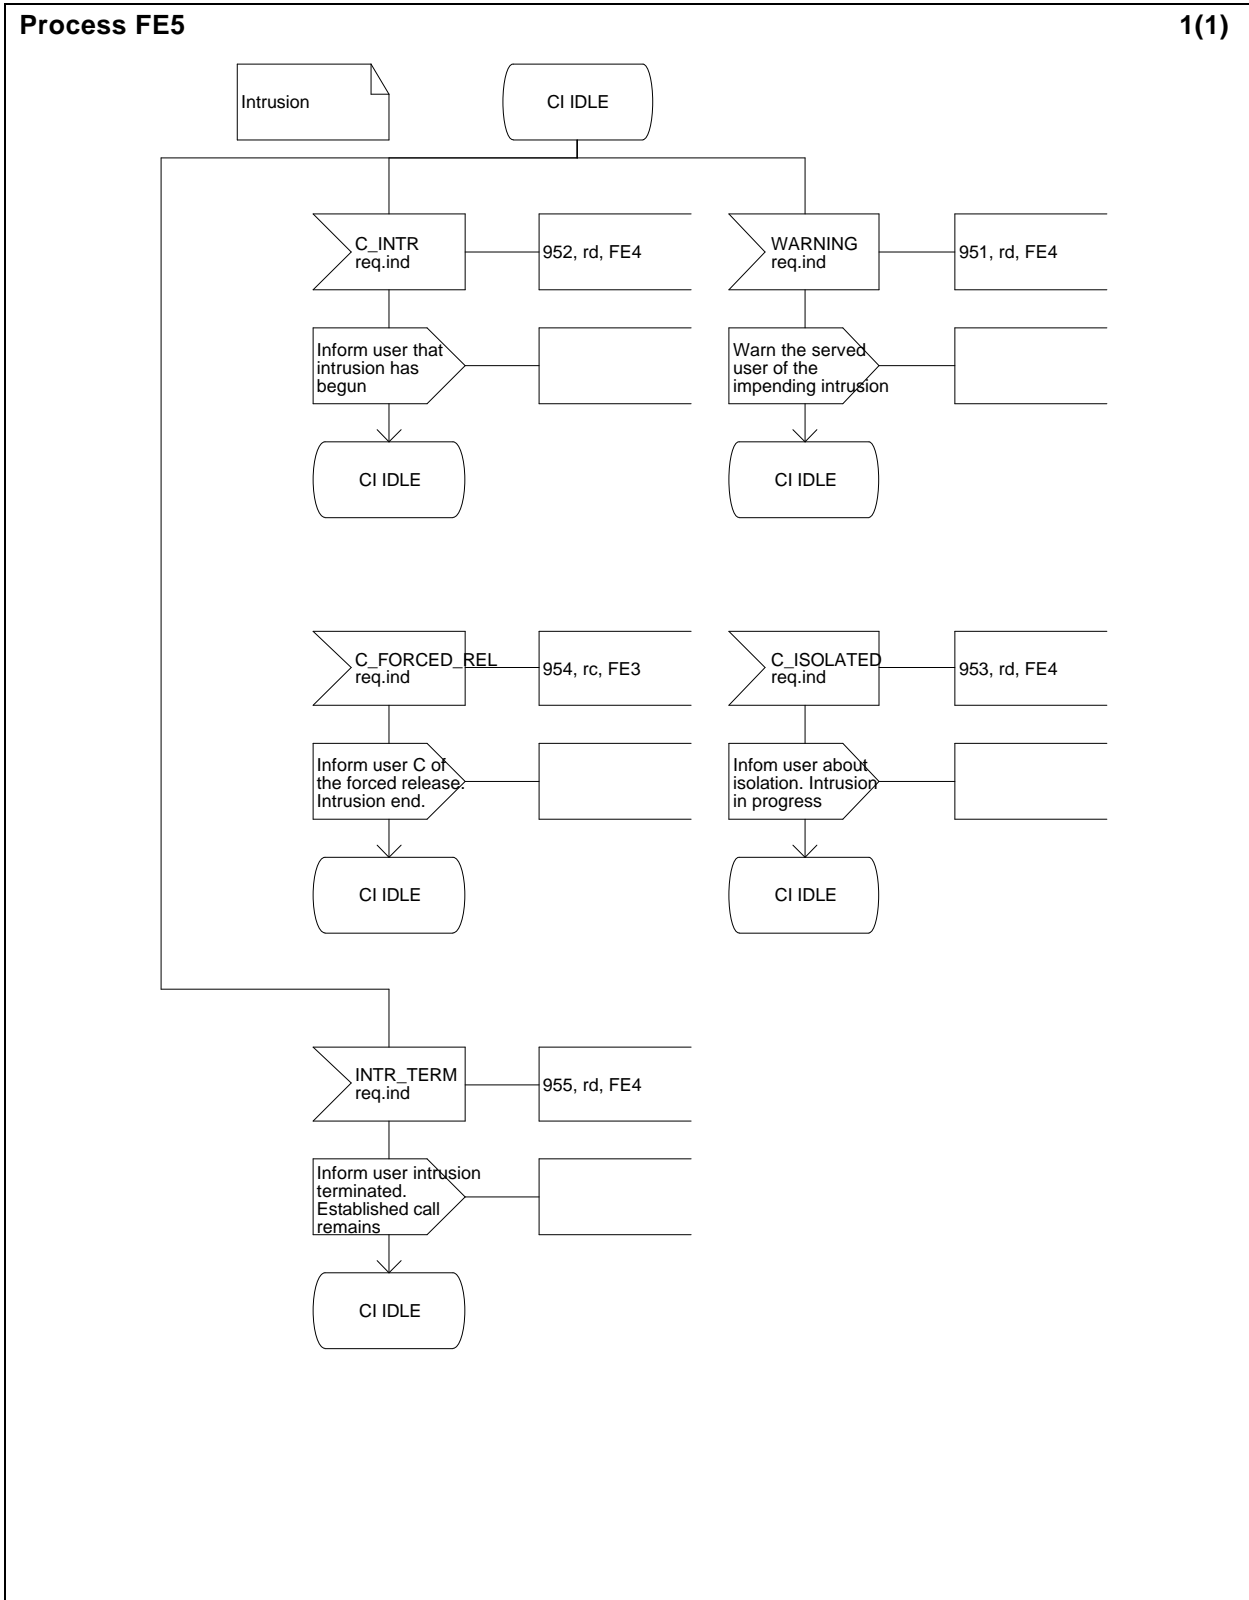 Process FE5
1(1)
Intrusion
CI IDLE
C_INTR
req.ind
952, rd, FE4
WARNING
req.ind
951, rd, FE4
Inform user that
intrusion has
begun
Warn the served
user of the
impending intrusion
CI IDLE
CI IDLE
C_FORCED_REL
req.ind
954, rc, FE3
C_ISOLATED
req.ind
953, rd, FE4
Inform user C of
the forced release.
Intrusion end.
Infom user about
isolation. Intrusion
in progress
CI IDLE
CI IDLE
INTR_TERM
req.ind
955, rd, FE4
Inform user intrusion
terminated.
Established call
remains
CI IDLE